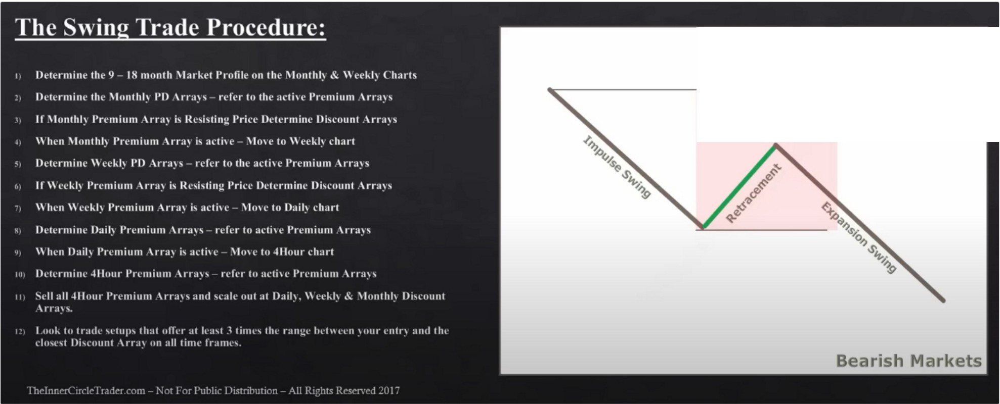 The Swing Trade Procedure:
1) Determine the 9 – 18 month Market Profile on the Monthly & Weekly Charts
2) Determine the Monthly PD Arrays – refer to the active Premium Arrays
3) If Monthly Premium Array is Resisting Price Determine Discount Arrays
4) When Monthly Premium Array is active – Move to Weekly chart
5) Determine Weekly PD Arrays – refer to the active Premium Arrays
6) If Weekly Premium Array is Resisting Price Determine Discount Arrays
7) When Weekly Premium Array is active – Move to Daily chart
8) Determine Daily Premium Arrays – refer to active Premium Arrays
9) When Daily Premium Array is active – Move to 4Hour chart
10) Determine 4Hour Premium Arrays – refer to active Premium Arrays
11) Sell all 4Hour Premium Arrays and scale out at Daily, Weekly & Monthly Discount
Arrays.
12) Look to trade setups that offer at least 3 times the range between your entry and the
closest Discount Array on all time frames.
TheInnerCircleTrader.com – Not For Public Distribution – All Rights Reserved 2017
Impulse Swing
Retracement
Expansion Swing
Bearish Markets